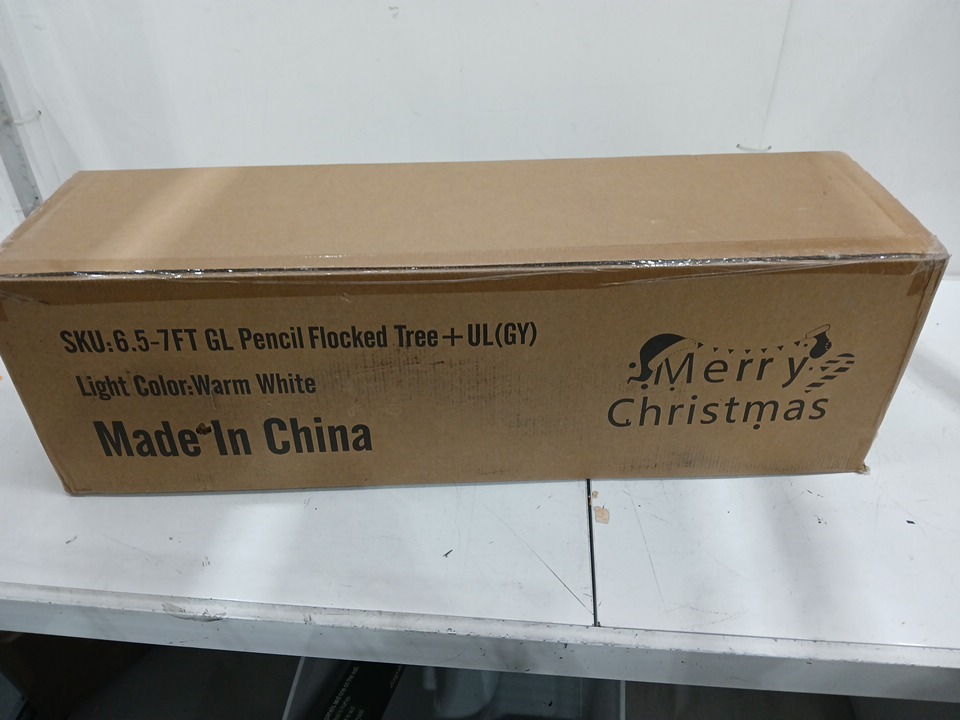 SKU:6.5-7FT GL Pencil Flocked Tree+UL(GY)
Light Color:Warm White
Made In China
Merry
Christmas